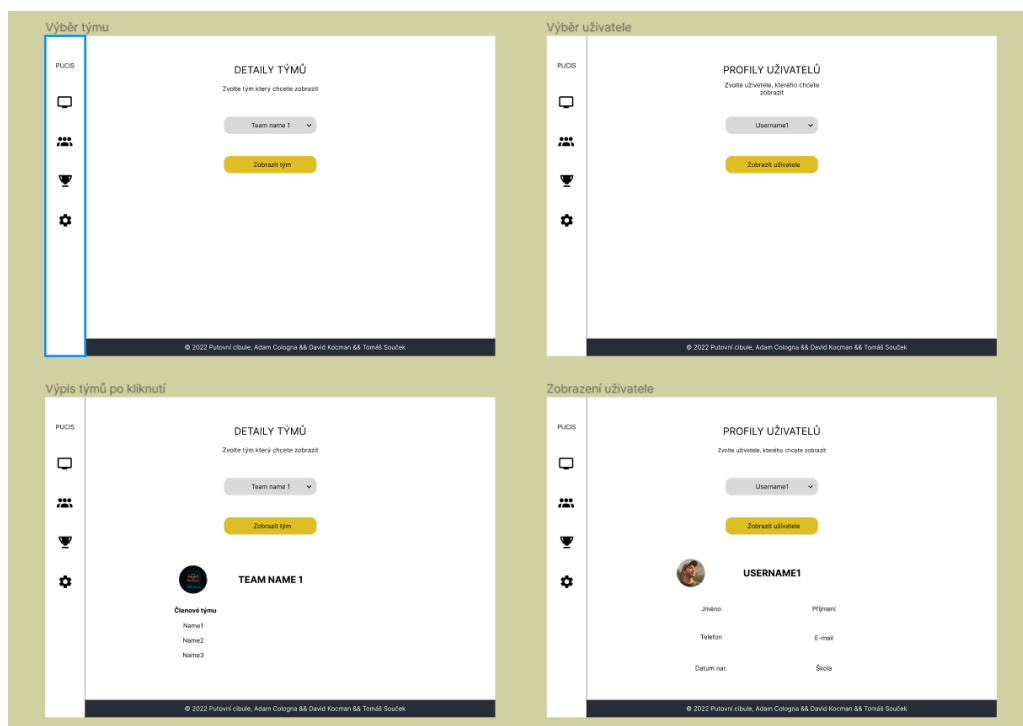 Výběr týmu
PUCIS
DETAILY TÝMŮ
Zvolte tým který chcete zobrazit
Team name 1
Zobrazit tým
© 2022 Putovní cibule, Adam Cologna && David Kocman && Tomáš Souček
Výběr uživatele
PUCIS
PROFILY UŽIVATELŮ
Zvolte uživetele, kterého chcete
zobrazit
Username1
Zobrazit uživatele
© 2022 Putovní cibule, Adam Cologna && David Kocman && Tomáš Souček
Výpis týmů po kliknutí
PUCIS
DETAILY TÝMŮ
Zvolte tým který chcete zobrazit
Team name 1
Zobrazit tým
TEAM NAME 1
Členové týmu
Name1
Name2
Name3
© 2022 Putovní cibule, Adam Cologna && David Kocman && Tomáš Souček
Zobrazení uživatele
PUCIS
PROFILY UŽIVATELŮ
Zvolte uživetele, kterého chcete zobrazit
Username1
Zobrazit uživatele
USERNAME1
Jméno
Příjmení
Telefon
E-mail
Datum nar.
Škola
© 2022 Putovní cibule, Adam Cologna && David Kocman && Tomáš Souček